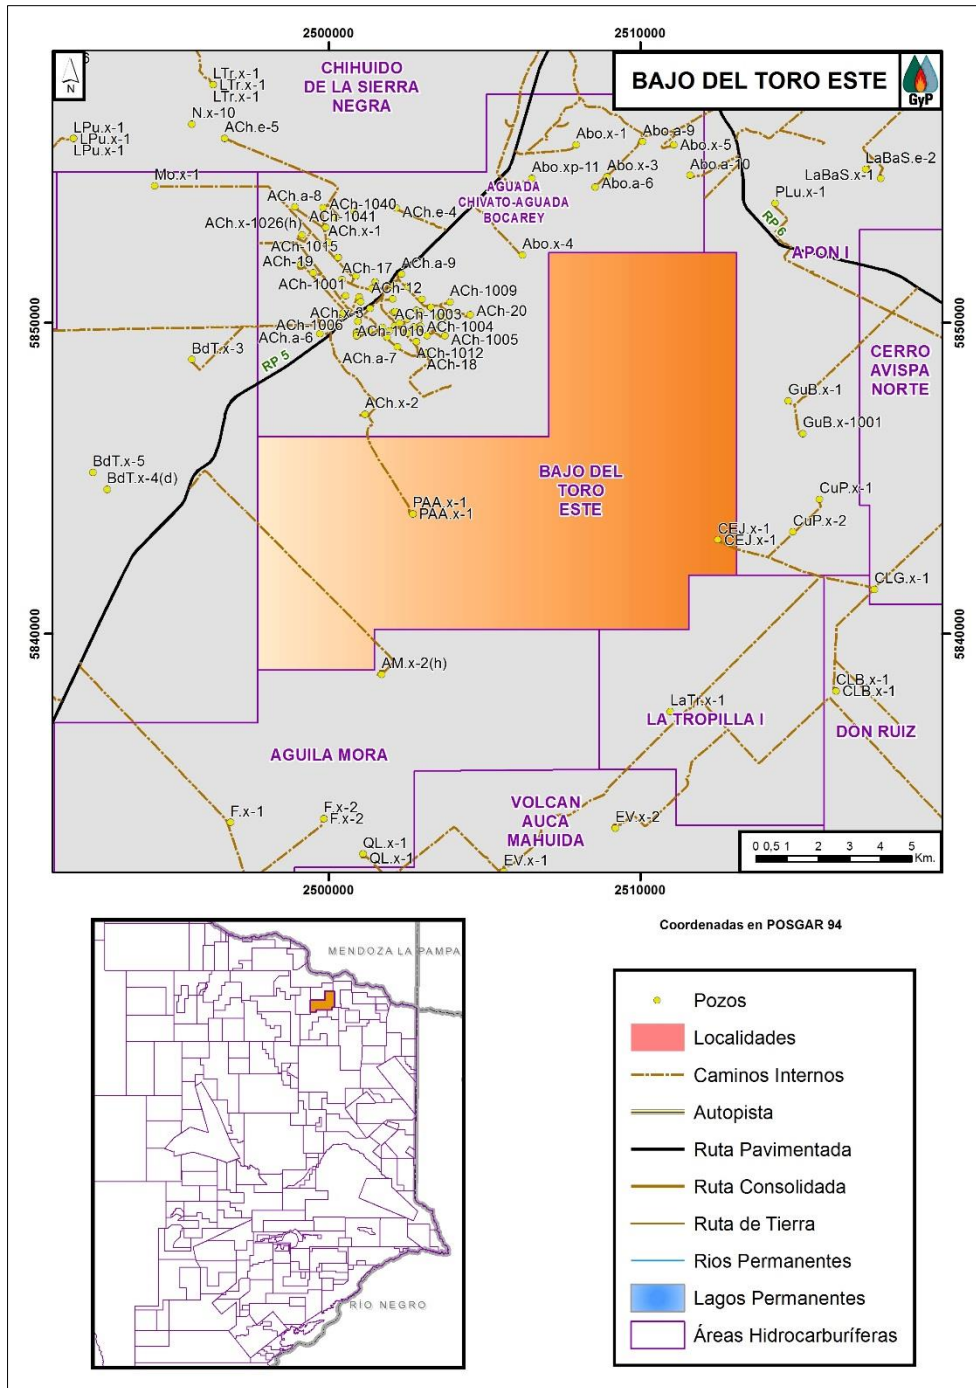 2500000
2510000
BAJO DEL TORO ESTE
GyP
N
6
CHIHUIDO
DE LA SIERRA
NEGRA
LTr.x-1
LTr.x-1
LTr.x-1
N.x-10
ACh.e-5
LPu.x-1
LPu.x-1
LPu.x-1
Mo.x-1
Abo.x-1
Abo.a-9
Abo.x-5
Abo.xp-11
Abo.x-3
Abo.a-10
Abo.a-6
LaBaS.e-2
LaBaS.x-1
PLu.x-1
AGUADA
CHIVATO-AGUADA
BOCAREY
ACh.a-8
ACh-1040
ACh.e-4
ACh-1041
ACh.x-1026(h)
ACh.x-1
Abo.x-4
RP 6
APON I
ACh-1015
ACh-19
ACh-17
ACh.a-9
ACh-1001
ACh-12
ACh-1009
ACh.x-3
ACh-1003
ACh-20
ACh-1006
ACh-1010
ACh-1004
ACh.a-6
ACh-1005
ACh.a-7
ACh-1012
ACh-18
5850000
5850000
BdT.x-3
RP 5
CERRO
AVISPA
NORTE
GuB.x-1
GuB.x-1001
ACh.x-2
BdT.x-5
BdT.x-4(d)
BAJO DEL
TORO
ESTE
PAA.x-1
PAA.x-1
CuP.x-1
CuP.x-2
CEJ.x-1
CEJ.x-1
CLG.x-1
5840000
5840000
AM.x-2(h)
CLB.x-1
CLB.x-1
LaTr.x-1
LA TROPILLA I
DON RUIZ
AGUILA MORA
VOLCAN
AUCA
MAHUIDA
F.x-1
F.x-2
F.x-2
EV.x-2
QL.x-1
QL.x-1
EV.x-1
0 0,5 1 2 3 4 5
Km.
2500000
2510000
MENDOZA
LA PAMPA
RÍO NEGRO
Coordenadas en POSGAR 94
Pozos
Localidades
Caminos Internos
Autopista
Ruta Pavimentada
Ruta Consolidada
Ruta de Tierra
Rios Permanentes
Lagos Permanentes
Áreas Hidrocarburíferas